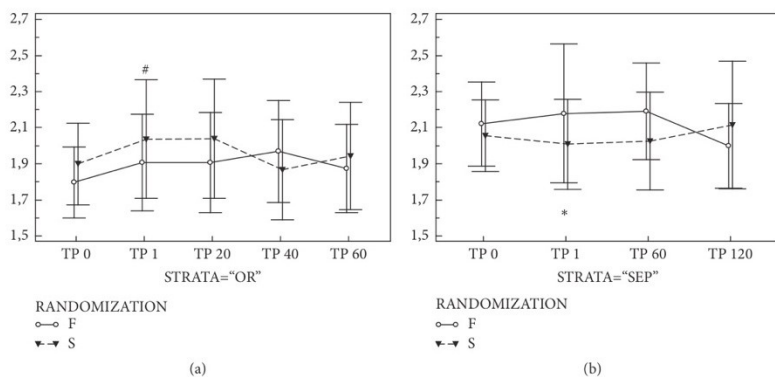 2,7
2,5
2,3
2,1
1,9
1,7
1,5
#
TP 0 TP 1 TP 20 TP 40 TP 60
STRATA="OR"
RANDOMIZATION
F
S
(a)
2,7
2,5
2,3
2,1
1,9
1,7
1,5
*
TP 0 TP 1 TP 60 TP 120
STRATA="SEP"
RANDOMIZATION
F
S
(b)